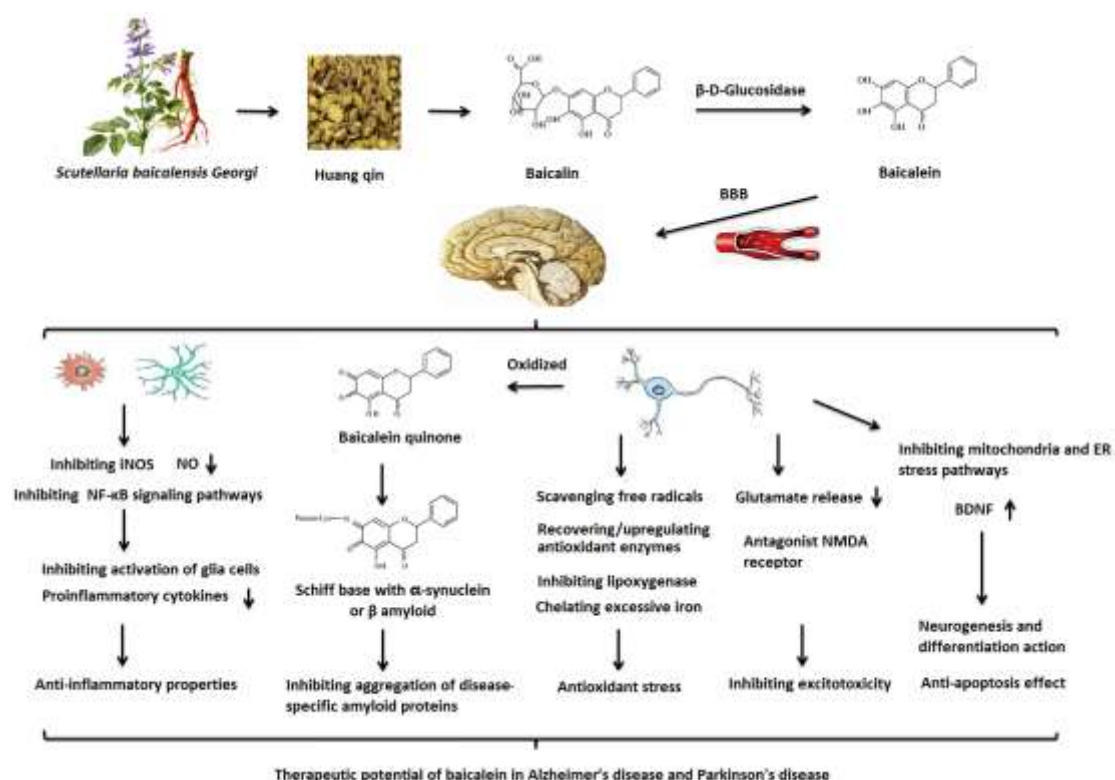 β-D-Glucosidase
Scutellaria baicalensis Georgi
Huang qin
Baicalin
Baicalein
BBB
Oxidized
Baicalein quinone
Inhibiting iNOS NO
Inhibiting NF-κB signaling pathways
Inhibiting activation of glia cells
Proinflammatory cytokines
Anti-inflammatory properties
Schiff base with α-synuclein
or β amyloid
Inhibiting aggregation of disease-
specific amyloid proteins
Scavenging free radicals
Recovering/upregulating
antioxidant enzymes
Inhibiting lipoxygenase
Chelating excessive iron
Antioxidant stress
Glutamate release
Antagonist NMDA
receptor
Inhibiting excitotoxicity
Inhibiting mitochondria and ER
stress pathways
BDNF
Neurogenesis and
differentiation action
Anti-apoptosis effect
Therapeutic potential of baicalein in Alzheimer's disease and Parkinson's disease